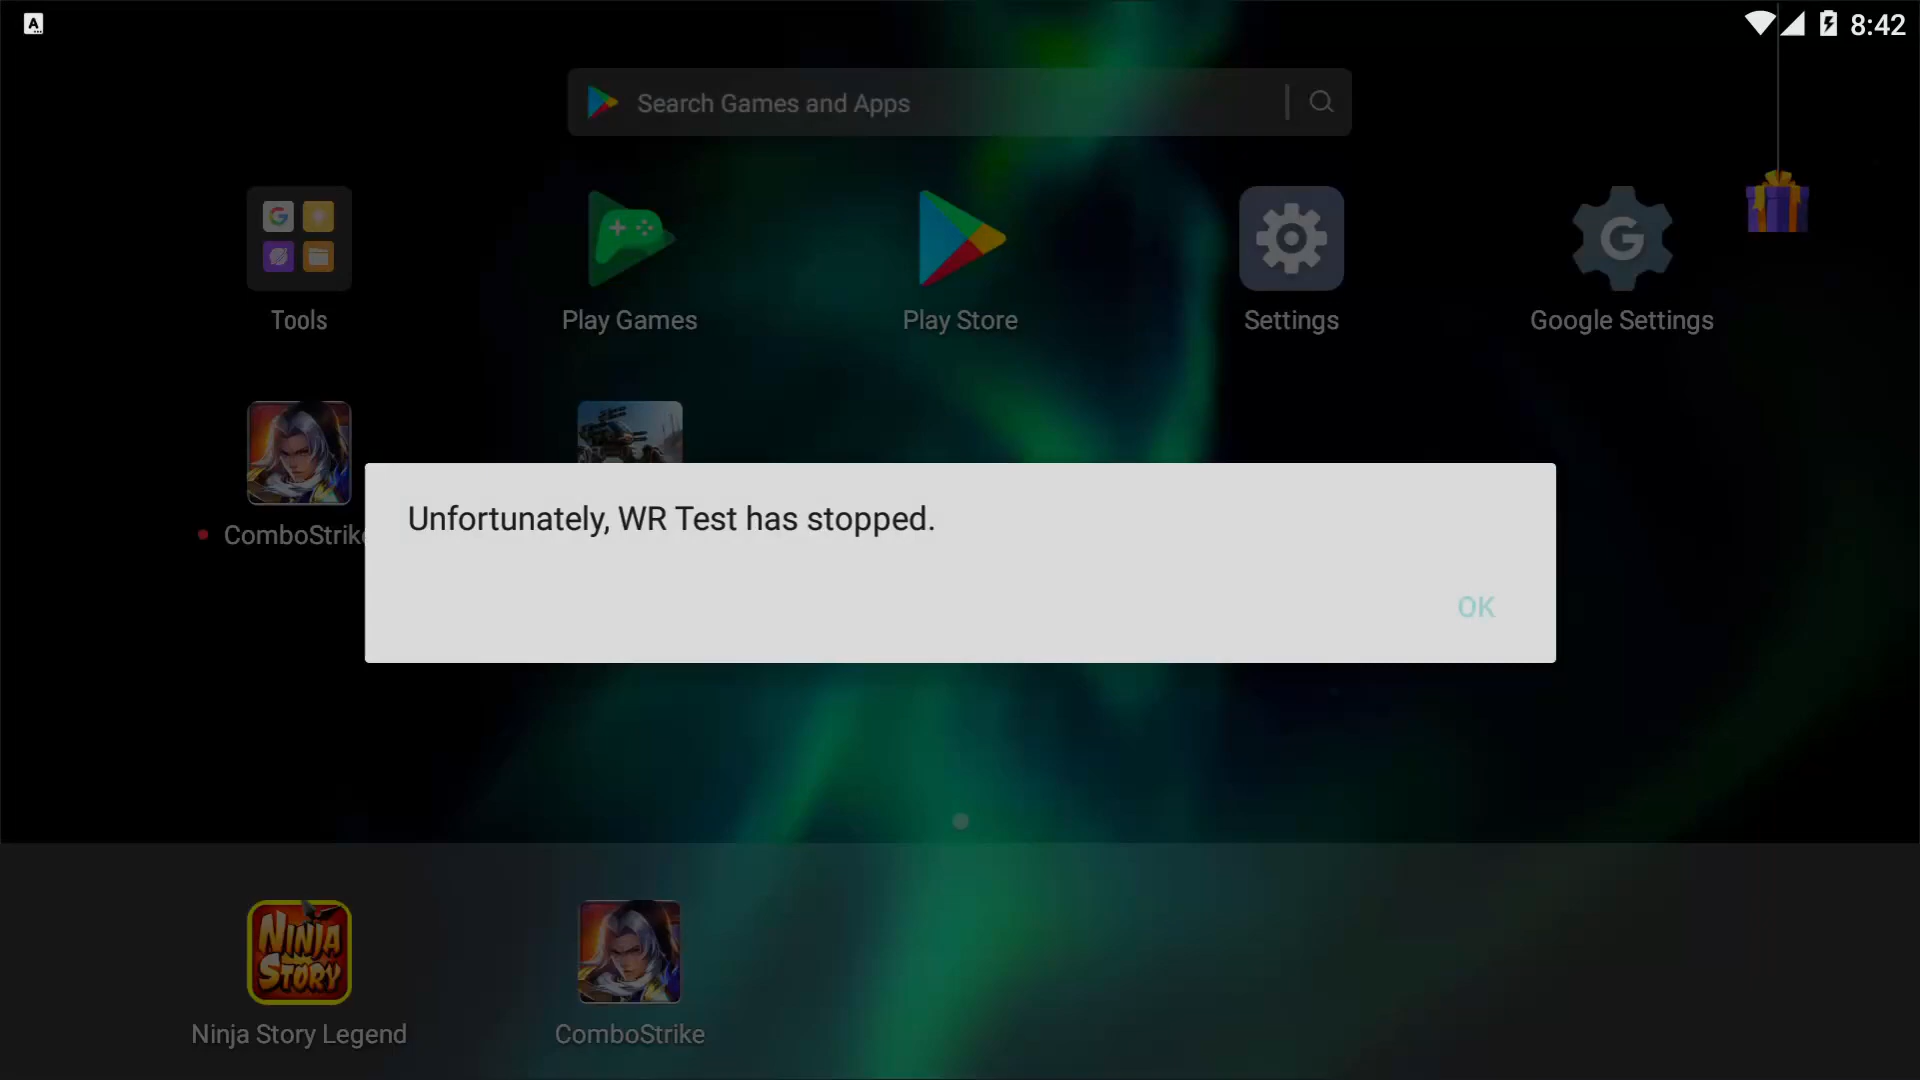 A
8:42
Search Games and Apps
Tools
Play Games
Play Store
Settings
G
Google Settings
ComboStrike
Unfortunately, WR Test has stopped.
OK
NINJA
STORY
Ninja Story Legend
ComboStrike